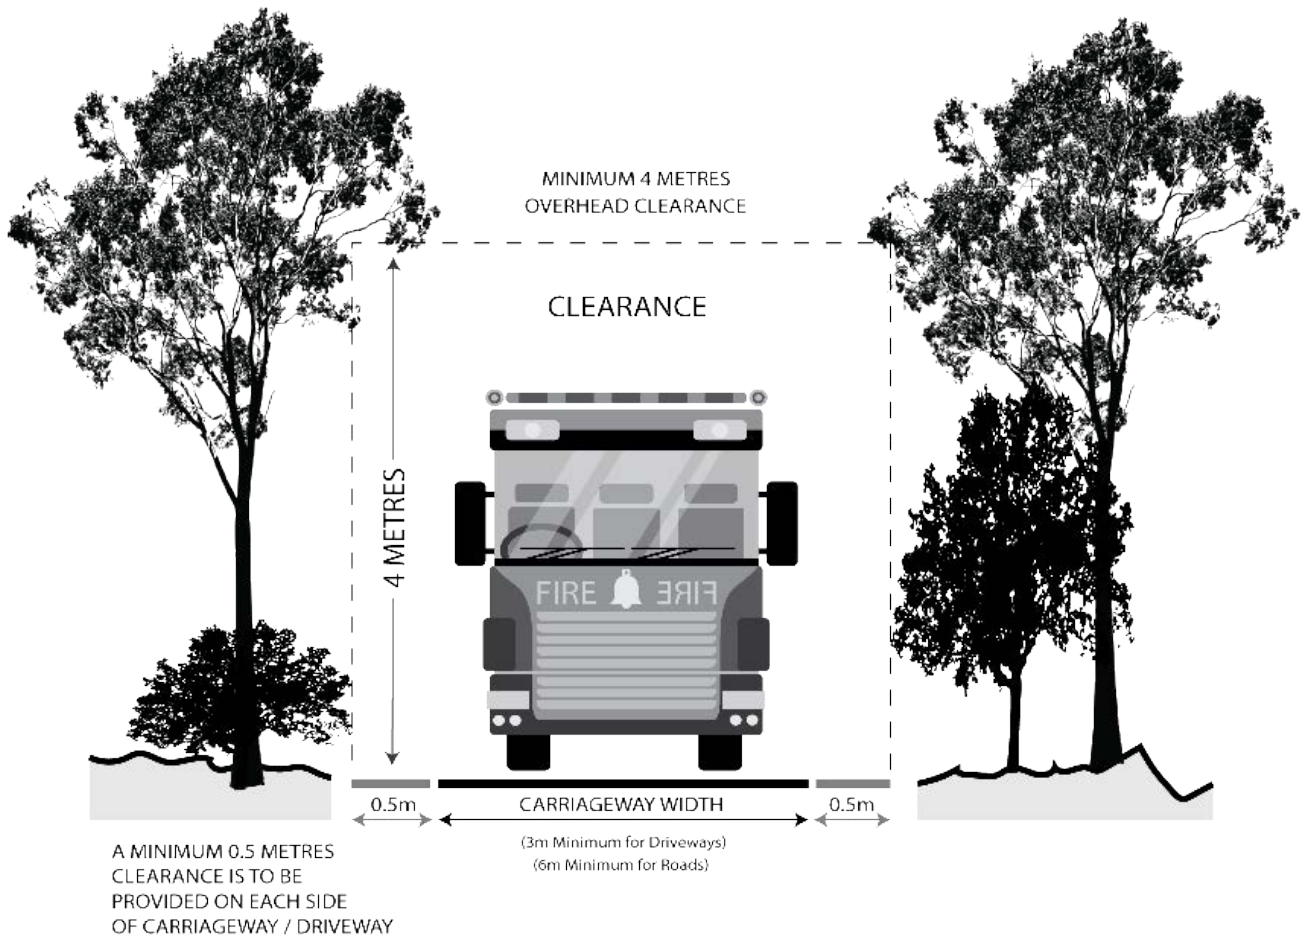 MINIMUM 4 METRES
OVERHEAD CLEARANCE
CLEARANCE
4 METRES
FIRE FIRE
0.5m
CARRIAGEWAY WIDTH
0.5m
(3m Minimum for Driveways)
(6m Minimum for Roads)
A MINIMUM 0.5 METRES
CLEARANCE IS TO BE
PROVIDED ON EACH SIDE
OF CARRIAGEWAY / DRIVEWAY